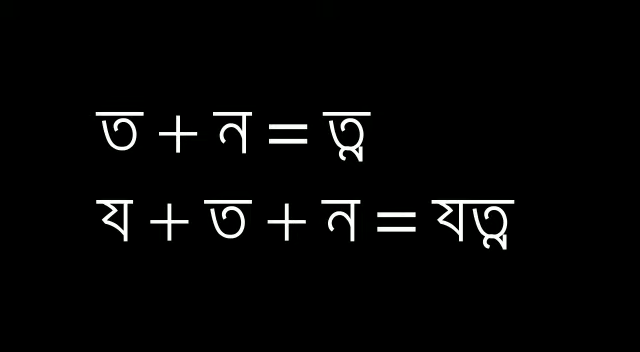 ত + ন = ত্ন
য + ত + ন = যত্ন